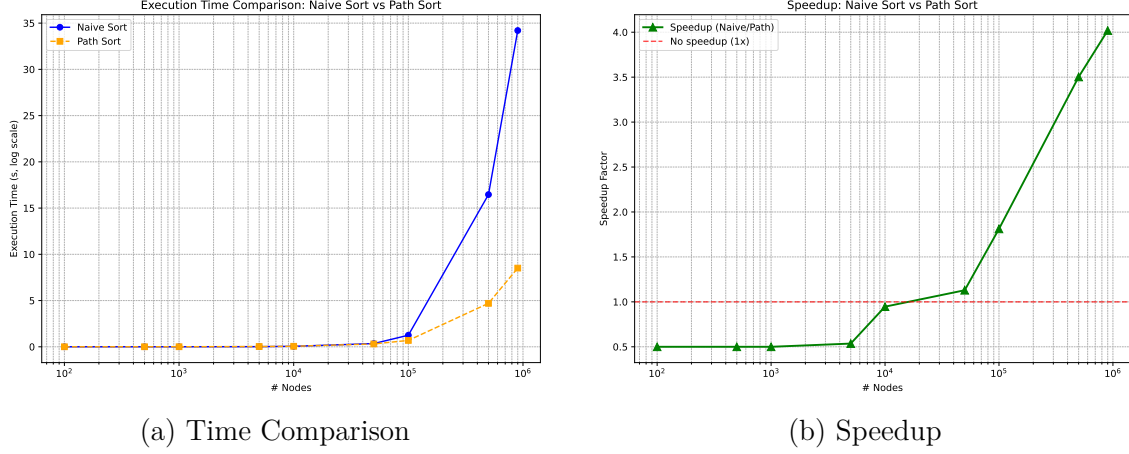 Execution Time Comparison: Naive Sort vs Path Sort
Naive Sort
Path Sort
Execution Time (s, log scale)
35
30
25
20
15
10
5
0
10²
10³
10⁴
10⁵
10⁶
# Nodes
(a) Time Comparison
Speedup: Naive Sort vs Path Sort
Speedup (Naive/Path)
No speedup (1x)
Speedup Factor
4.0
3.5
3.0
2.5
2.0
1.5
1.0
0.5
10²
10³
10⁴
10⁵
10⁶
# Nodes
(b) Speedup